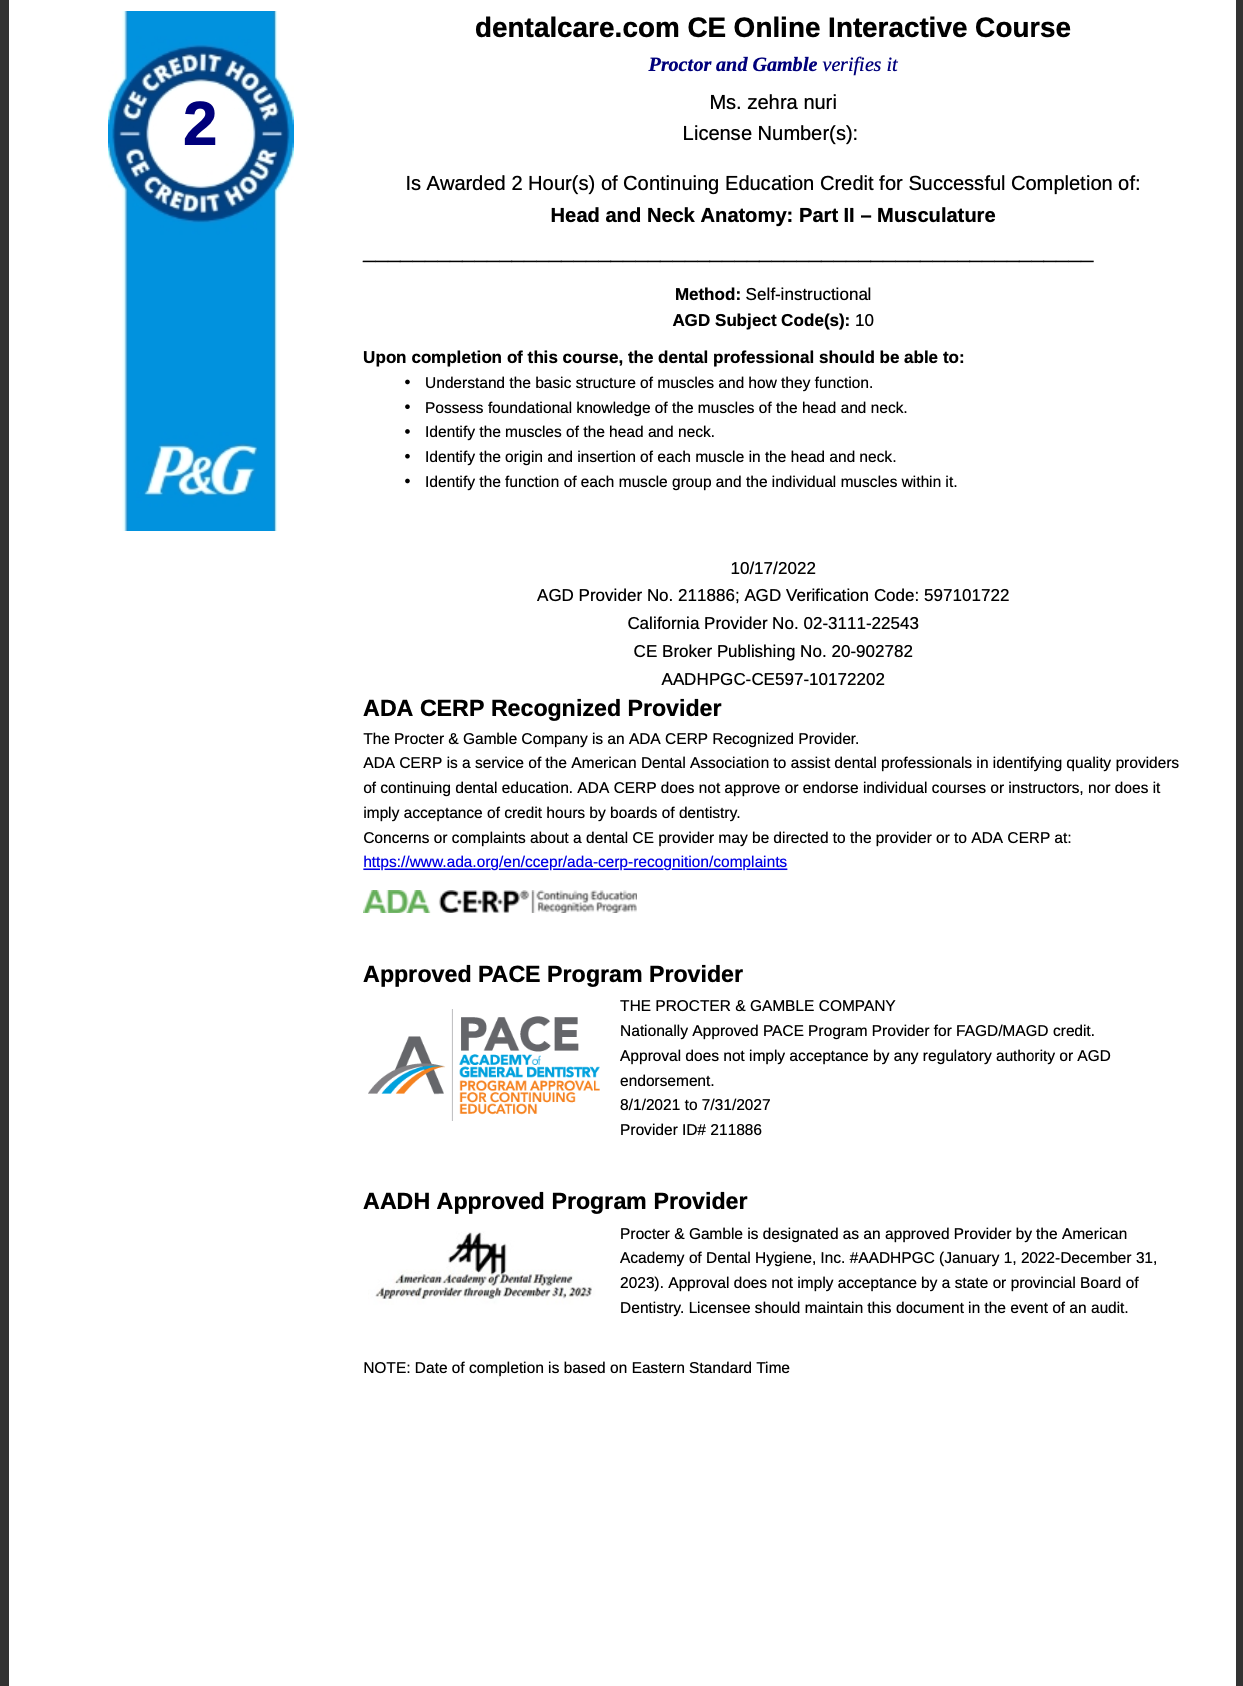 CE CREDIT HOUR
2
CE CREDIT HOUR
P&G
dentalcare.com CE Online Interactive Course
Proctor and Gamble verifies it
Ms. zehra nuri
License Number(s):
Is Awarded 2 Hour(s) of Continuing Education Credit for Successful Completion of:
Head and Neck Anatomy: Part II – Musculature
Method: Self-instructional
AGD Subject Code(s): 10
Upon completion of this course, the dental professional should be able to:
• Understand the basic structure of muscles and how they function.
• Possess foundational knowledge of the muscles of the head and neck.
• Identify the muscles of the head and neck.
• Identify the origin and insertion of each muscle in the head and neck.
• Identify the function of each muscle group and the individual muscles within it.
10/17/2022
AGD Provider No. 211886; AGD Verification Code: 597101722
California Provider No. 02-3111-22543
CE Broker Publishing No. 20-902782
AADHPGC-CE597-10172202
ADA CERP Recognized Provider
The Procter & Gamble Company is an ADA CERP Recognized Provider.
ADA CERP is a service of the American Dental Association to assist dental professionals in identifying quality providers
of continuing dental education. ADA CERP does not approve or endorse individual courses or instructors, nor does it
imply acceptance of credit hours by boards of dentistry.
Concerns or complaints about a dental CE provider may be directed to the provider or to ADA CERP at:
https://www.ada.org/en/ccepr/ada-cerp-recognition/complaints
ADA C·E·R·P® | Continuing Education
Recognition Program
Approved PACE Program Provider
PACE
ACADEMY of
GENERAL DENTISTRY
PROGRAM APPROVAL
FOR CONTINUING
EDUCATION
THE PROCTER & GAMBLE COMPANY
Nationally Approved PACE Program Provider for FAGD/MAGD credit.
Approval does not imply acceptance by any regulatory authority or AGD
endorsement.
8/1/2021 to 7/31/2027
Provider ID# 211886
AADH Approved Program Provider
AADH
American Academy of Dental Hygiene
Approved provider through December 31, 2023
Procter & Gamble is designated as an approved Provider by the American
Academy of Dental Hygiene, Inc. #AADHPGC (January 1, 2022-December 31,
2023). Approval does not imply acceptance by a state or provincial Board of
Dentistry. Licensee should maintain this document in the event of an audit.
NOTE: Date of completion is based on Eastern Standard Time